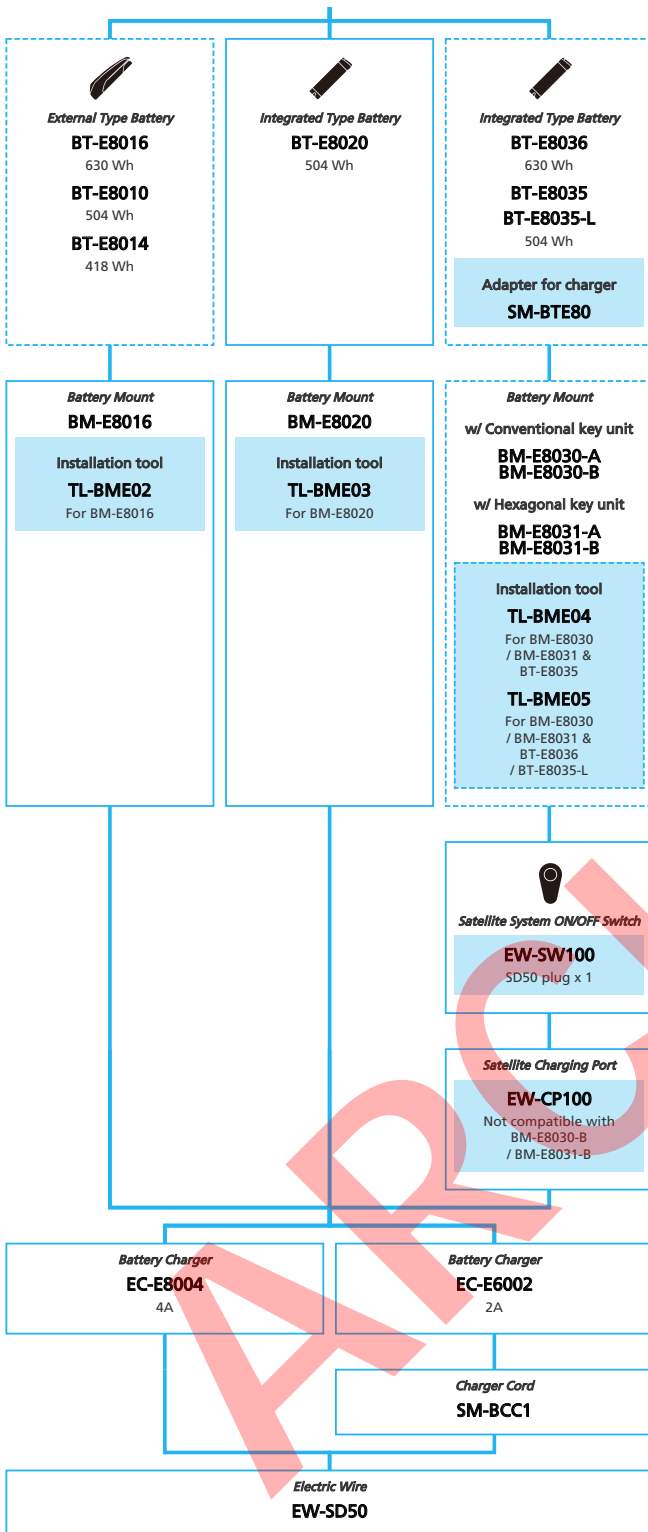 External Type Battery
BT-E8016
630 Wh
BT-E8010
504 Wh
BT-E8014
418 Wh
Integrated Type Battery
BT-E8020
504 Wh
Integrated Type Battery
BT-E8036
630 Wh
BT-E8035
BT-E8035-L
504 Wh
Adapter for charger
SM-BTE80
Battery Mount
BM-E8016
Installation tool
TL-BME02
For BM-E8016
Battery Mount
BM-E8020
Installation tool
TL-BME03
For BM-E8020
Battery Mount
w/ Conventional key unit
BM-E8030-A
BM-E8030-B
w/ Hexagonal key unit
BM-E8031-A
BM-E8031-B
Installation tool
TL-BME04
For BM-E8030
/ BM-E8031 &
BT-E8035
TL-BME05
For BM-E8030
/ BM-E8031 &
BT-E8036
/ BT-E8035-L
Satellite System ON/OFF Switch
EW-SW100
SD50 plug x 1
Satellite Charging Port
EW-CP100
Not compatible with
BM-E8030-B
/ BM-E8031-B
Battery Charger
EC-E8004
4A
Battery Charger
EC-E6002
2A
Charger Cord
SM-BCC1
Electric Wire
EW-SD50